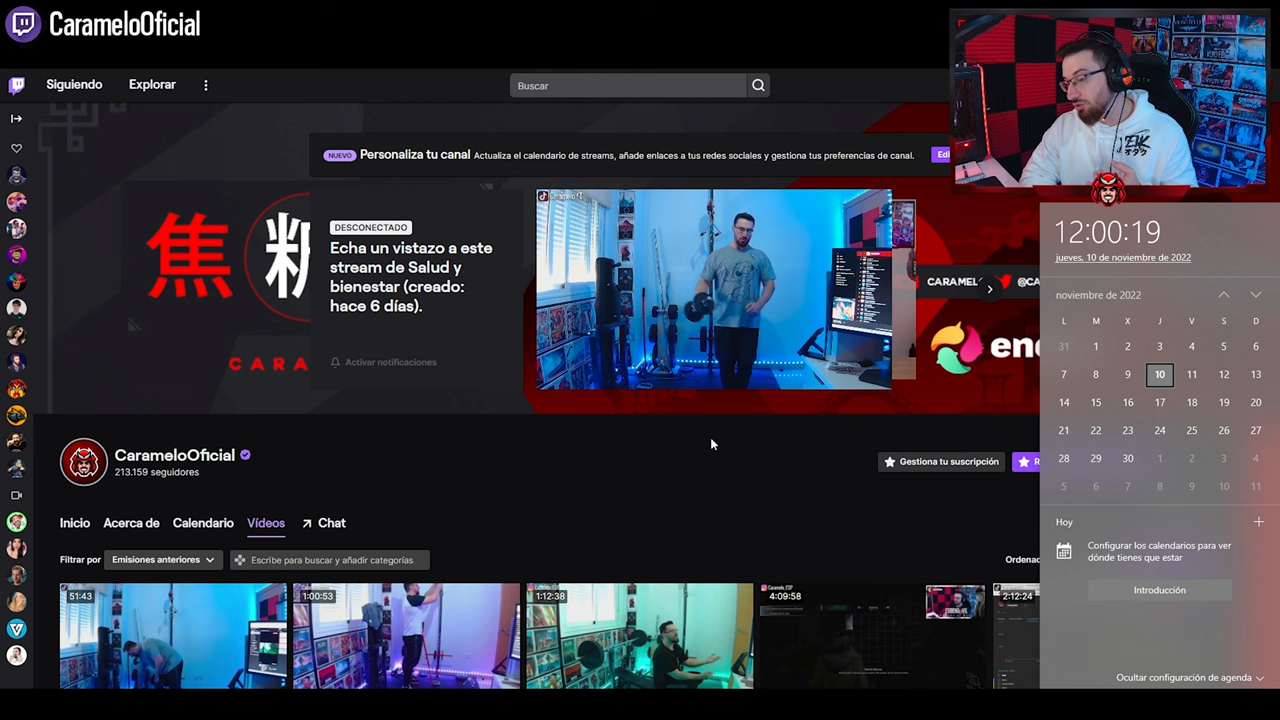 CarameloOficial
Siguiendo
Explorar
Buscar
NUEVO
Personaliza tu canal
Actualiza el calendario de streams, añade enlaces a tus redes sociales y gestiona tus preferencias de canal.
Edi
焦
糖
CARA
DESCONECTADO
Echa un vistazo a este
stream de Salud y
bienestar (creado:
hace 6 días).
Activar notificaciones
CARAMEL
@CA
ene
12:00:19
jueves, 10 de noviembre de 2022
noviembre de 2022
L M X J V S D
31 1 2 3 4 5 6
7 8 9 10 11 12 13
14 15 16 17 18 19 20
21 22 23 24 25 26 27
28 29 30 1 2 3 4
5 6 7 8 9 10 11
Hoy
Configurar los calendarios para ver
dónde tienes que estar
Introducción
Ocultar configuración de agenda
CarameloOficial
213.159 seguidores
Gestiona tu suscripción
R
Inicio
Acerca de
Calendario
Vídeos
Chat
Filtrar por
Emisiones anteriores
Escribe para buscar y añadir categorías
Ordena
51:43
1:00:53
1:12:38
4:09:58
2:12:24